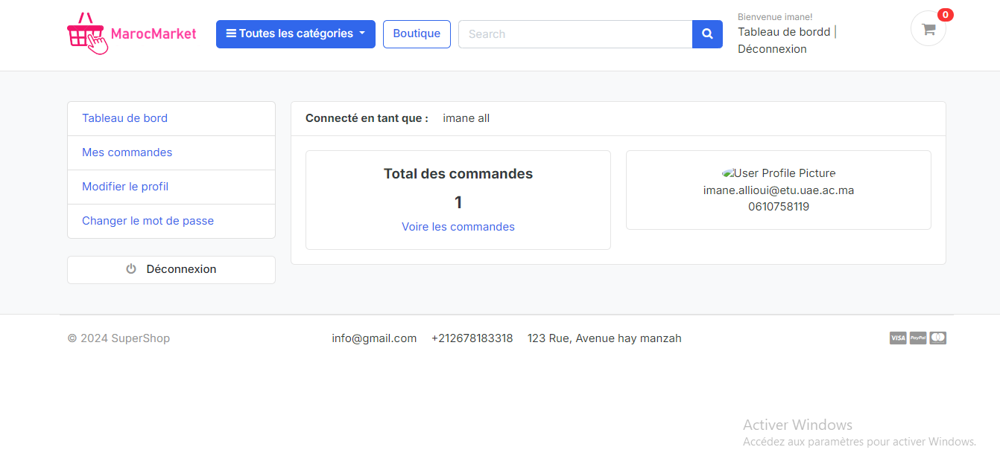 MarocMarket
Toutes les catégories
Boutique
Search
Bienvenue imane!
Tableau de bordd |
Déconnexion
0
Tableau de bord
Mes commandes
Modifier le profil
Changer le mot de passe
Déconnexion
Connecté en tant que : imane all
Total des commandes
1
Voire les commandes
User Profile Picture
imane.allioui@etu.uae.ac.ma
0610758119
© 2024 SuperShop
info@gmail.com +212678183318 123 Rue, Avenue hay manzah
VISA PayPal
Activer Windows
Accédez aux paramètres pour activer Windows.